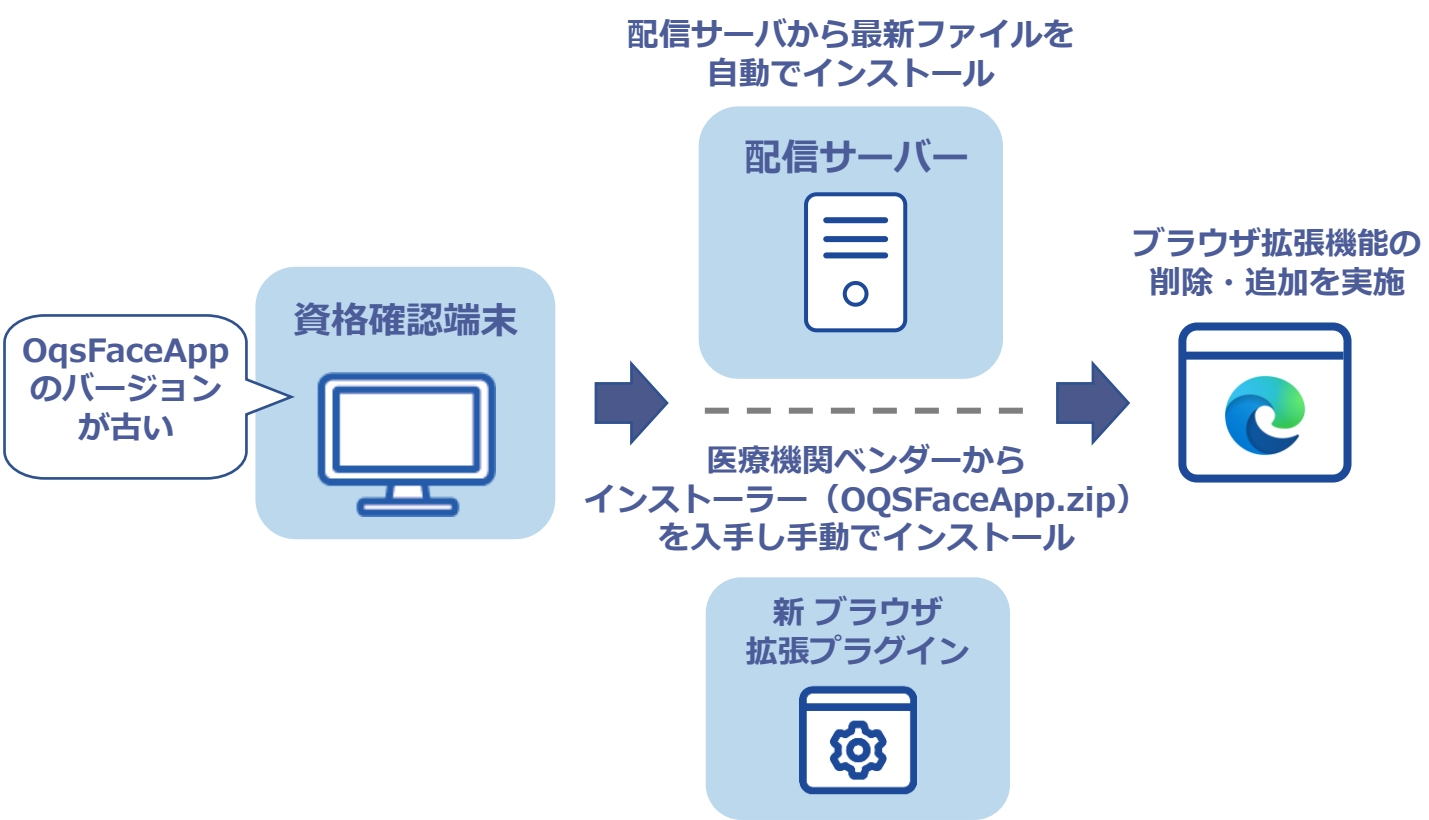 配信サーバから最新ファイルを
自動でインストール
配信サーバー
資格確認端末
OqsFaceApp
のバージョン
が古い
ブラウザ拡張機能の
削除・追加を実施
医療機関ベンダーから
インストーラー（OQSFaceApp.zip）
を入手し手動でインストール
新 ブラウザ
拡張プラグイン